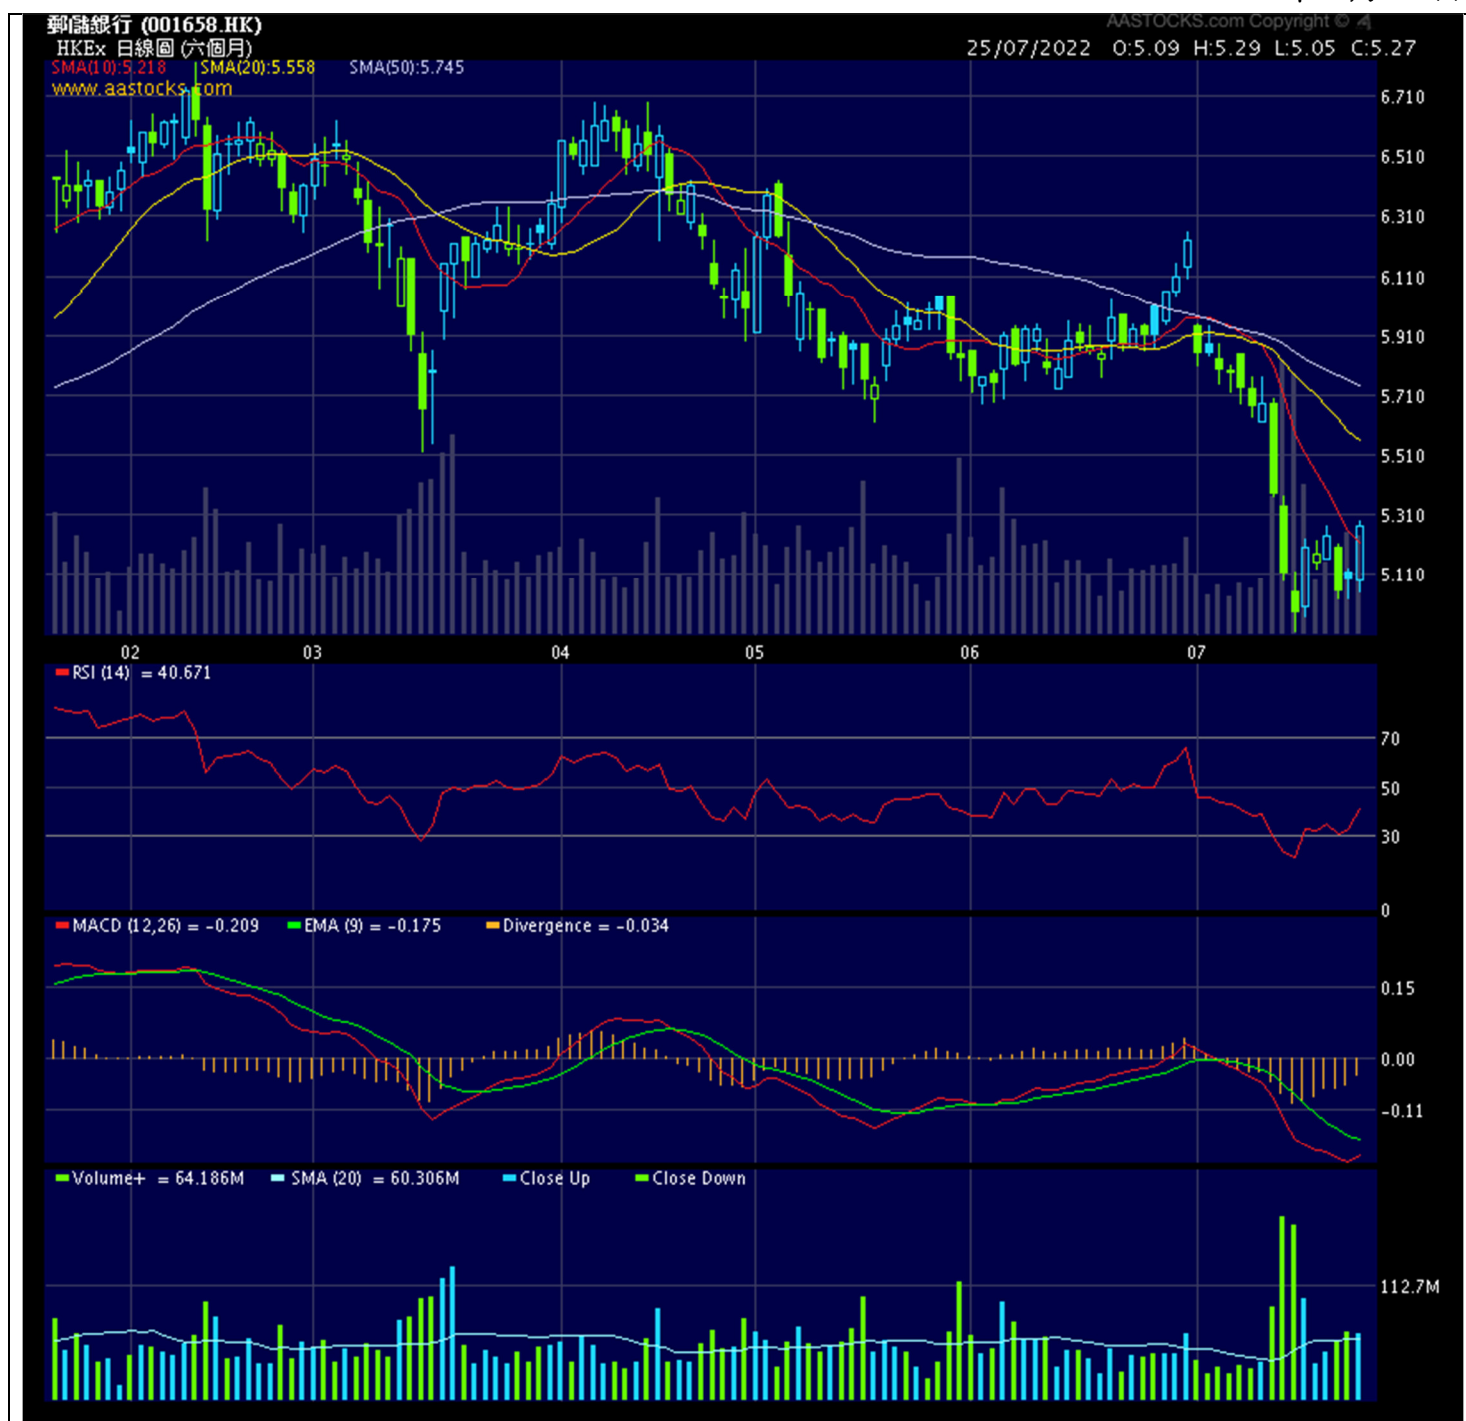 AASTOCKS.com Copyright ©
郵儲銀行 (001658.HK)
HKEx 日線圖 (六個月)
25/07/2022 O:5.09 H:5.29 L:5.05 C:5.27
SMA(10):5.218 SMA(20):5.558 SMA(50):5.745
www.aastocks.com
6.710
6.510
6.310
6.110
5.910
5.710
5.510
5.310
5.110
02 03 04 05 06 07
RSI (14) = 40.671
70
50
30
0
MACD (12,26) = -0.209 EMA (9) = -0.175 Divergence = -0.034
0.15
0.00
-0.11
Volume+ = 64.186M SMA (20) = 60.306M Close Up Close Down
112.7M